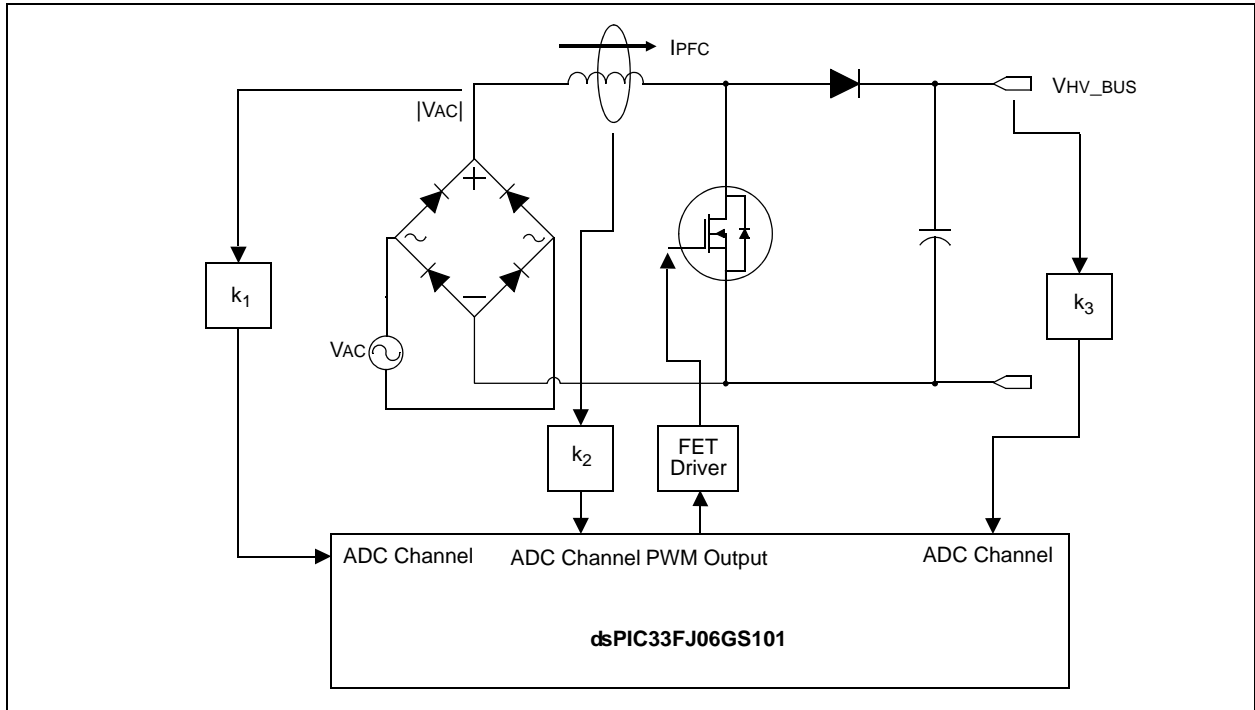 IPFC
|VAC|
VHV_BUS
k1
k3
VAC
k2
FET
Driver
ADC Channel
ADC Channel
PWM Output
ADC Channel
dsPIC33FJ06GS101